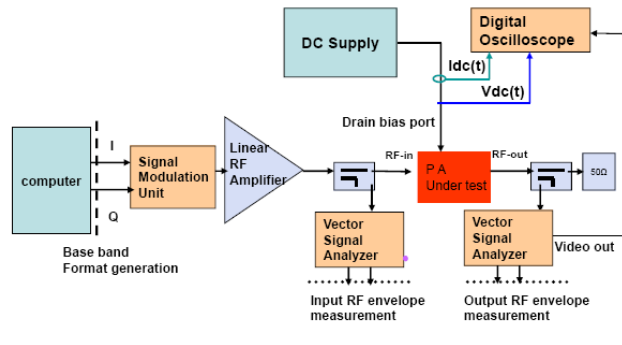 DC Supply
Digital
Oscilloscope
Idc(t)
Vdc(t)
Drain bias port
computer
I
Q
Signal
Modulation
Unit
Linear
RF
Amplifier
RF-in
P A
Under test
RF-out
50Ω
Base band
Format generation
Vector
Signal
Analyzer
Vector
Signal
Analyzer
Video out
Input RF envelope
measurement
Output RF envelope
measurement